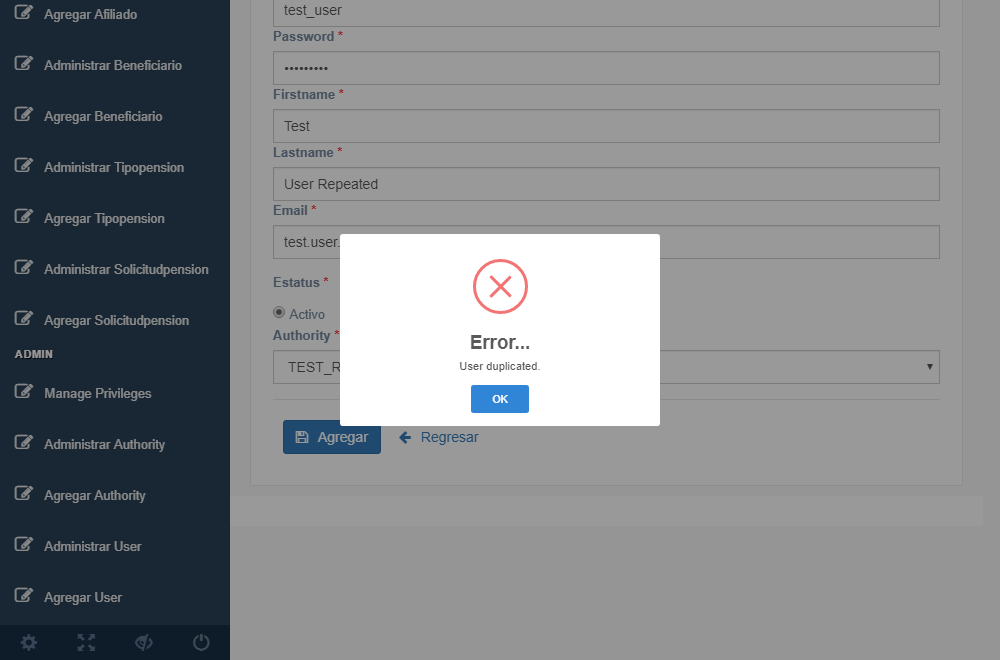 Agregar Afiliado
Administrar Beneficiario
Agregar Beneficiario
Administrar Tipopension
Agregar Tipopension
Administrar Solicitudpension
Agregar Solicitudpension
ADMIN
Manage Privileges
Administrar Authority
Agregar Authority
Administrar User
Agregar User
test_user
Password *
•••••••••
Firstname *
Test
Lastname *
User Repeated
Email *
test.user.
Estatus *
Activo
Authority *
TEST_R
Error...
User duplicated.
OK
Agregar
Regresar